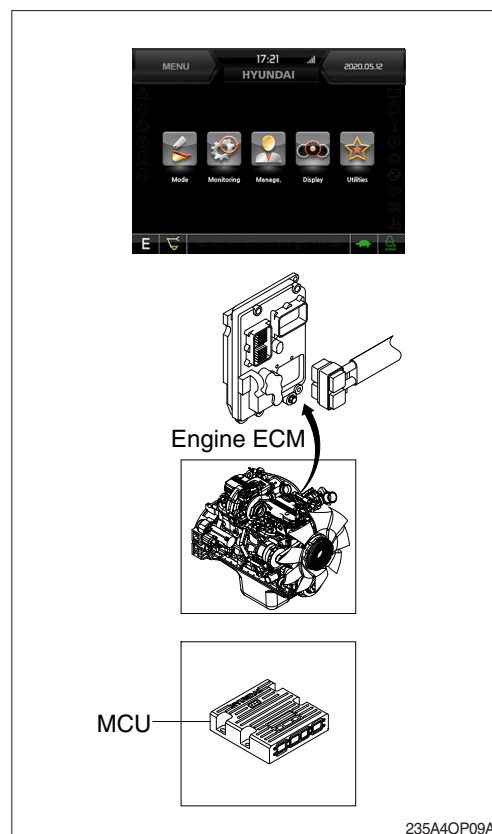 MENU
17:21
2020.05.12
HYUNDAI
Mode
Monitoring
Manage.
Display
Utilities
E
Engine ECM
MCU
235A4OP09A